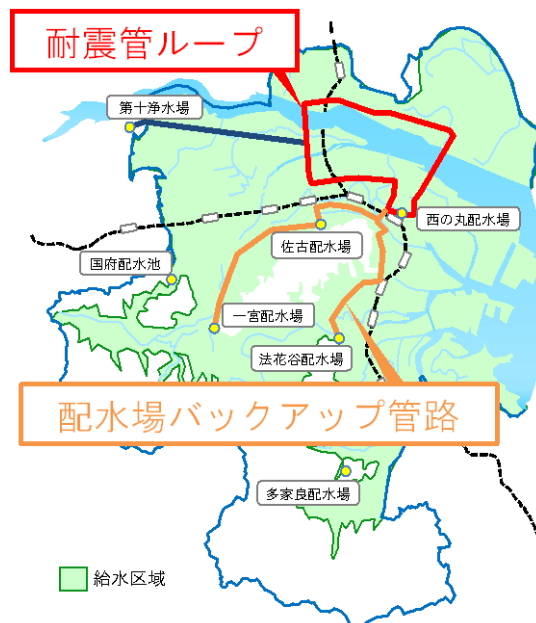 耐震管ループ
第十浄水場
西の丸配水場
佐古配水場
国府配水池
一宮配水場
法花谷配水場
配水場バックアップ管路
多家良配水場
給水区域